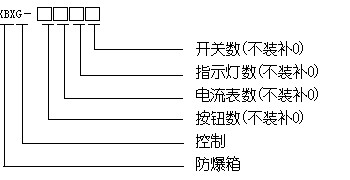 XBXG-□□□□
开关数(不装补0)
指示灯数(不装补0)
电流表数(不装补0)
按钮数(不装补0)
控制
防爆箱